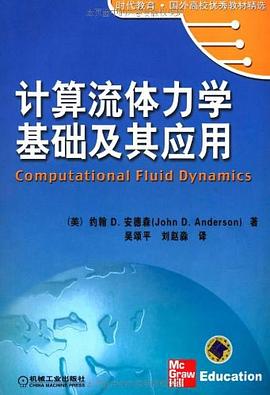 时代教育·国外高校优秀教材精选
计算流体力学
基础及其应用
Computational Fluid Dynamics
(英) 约翰 D. 安德森(John D. Anderson) 著
吴颂平 刘赵淼 译
机械工业出版社
CHINA MACHINE PRESS
Mc
Graw
Hill
Education